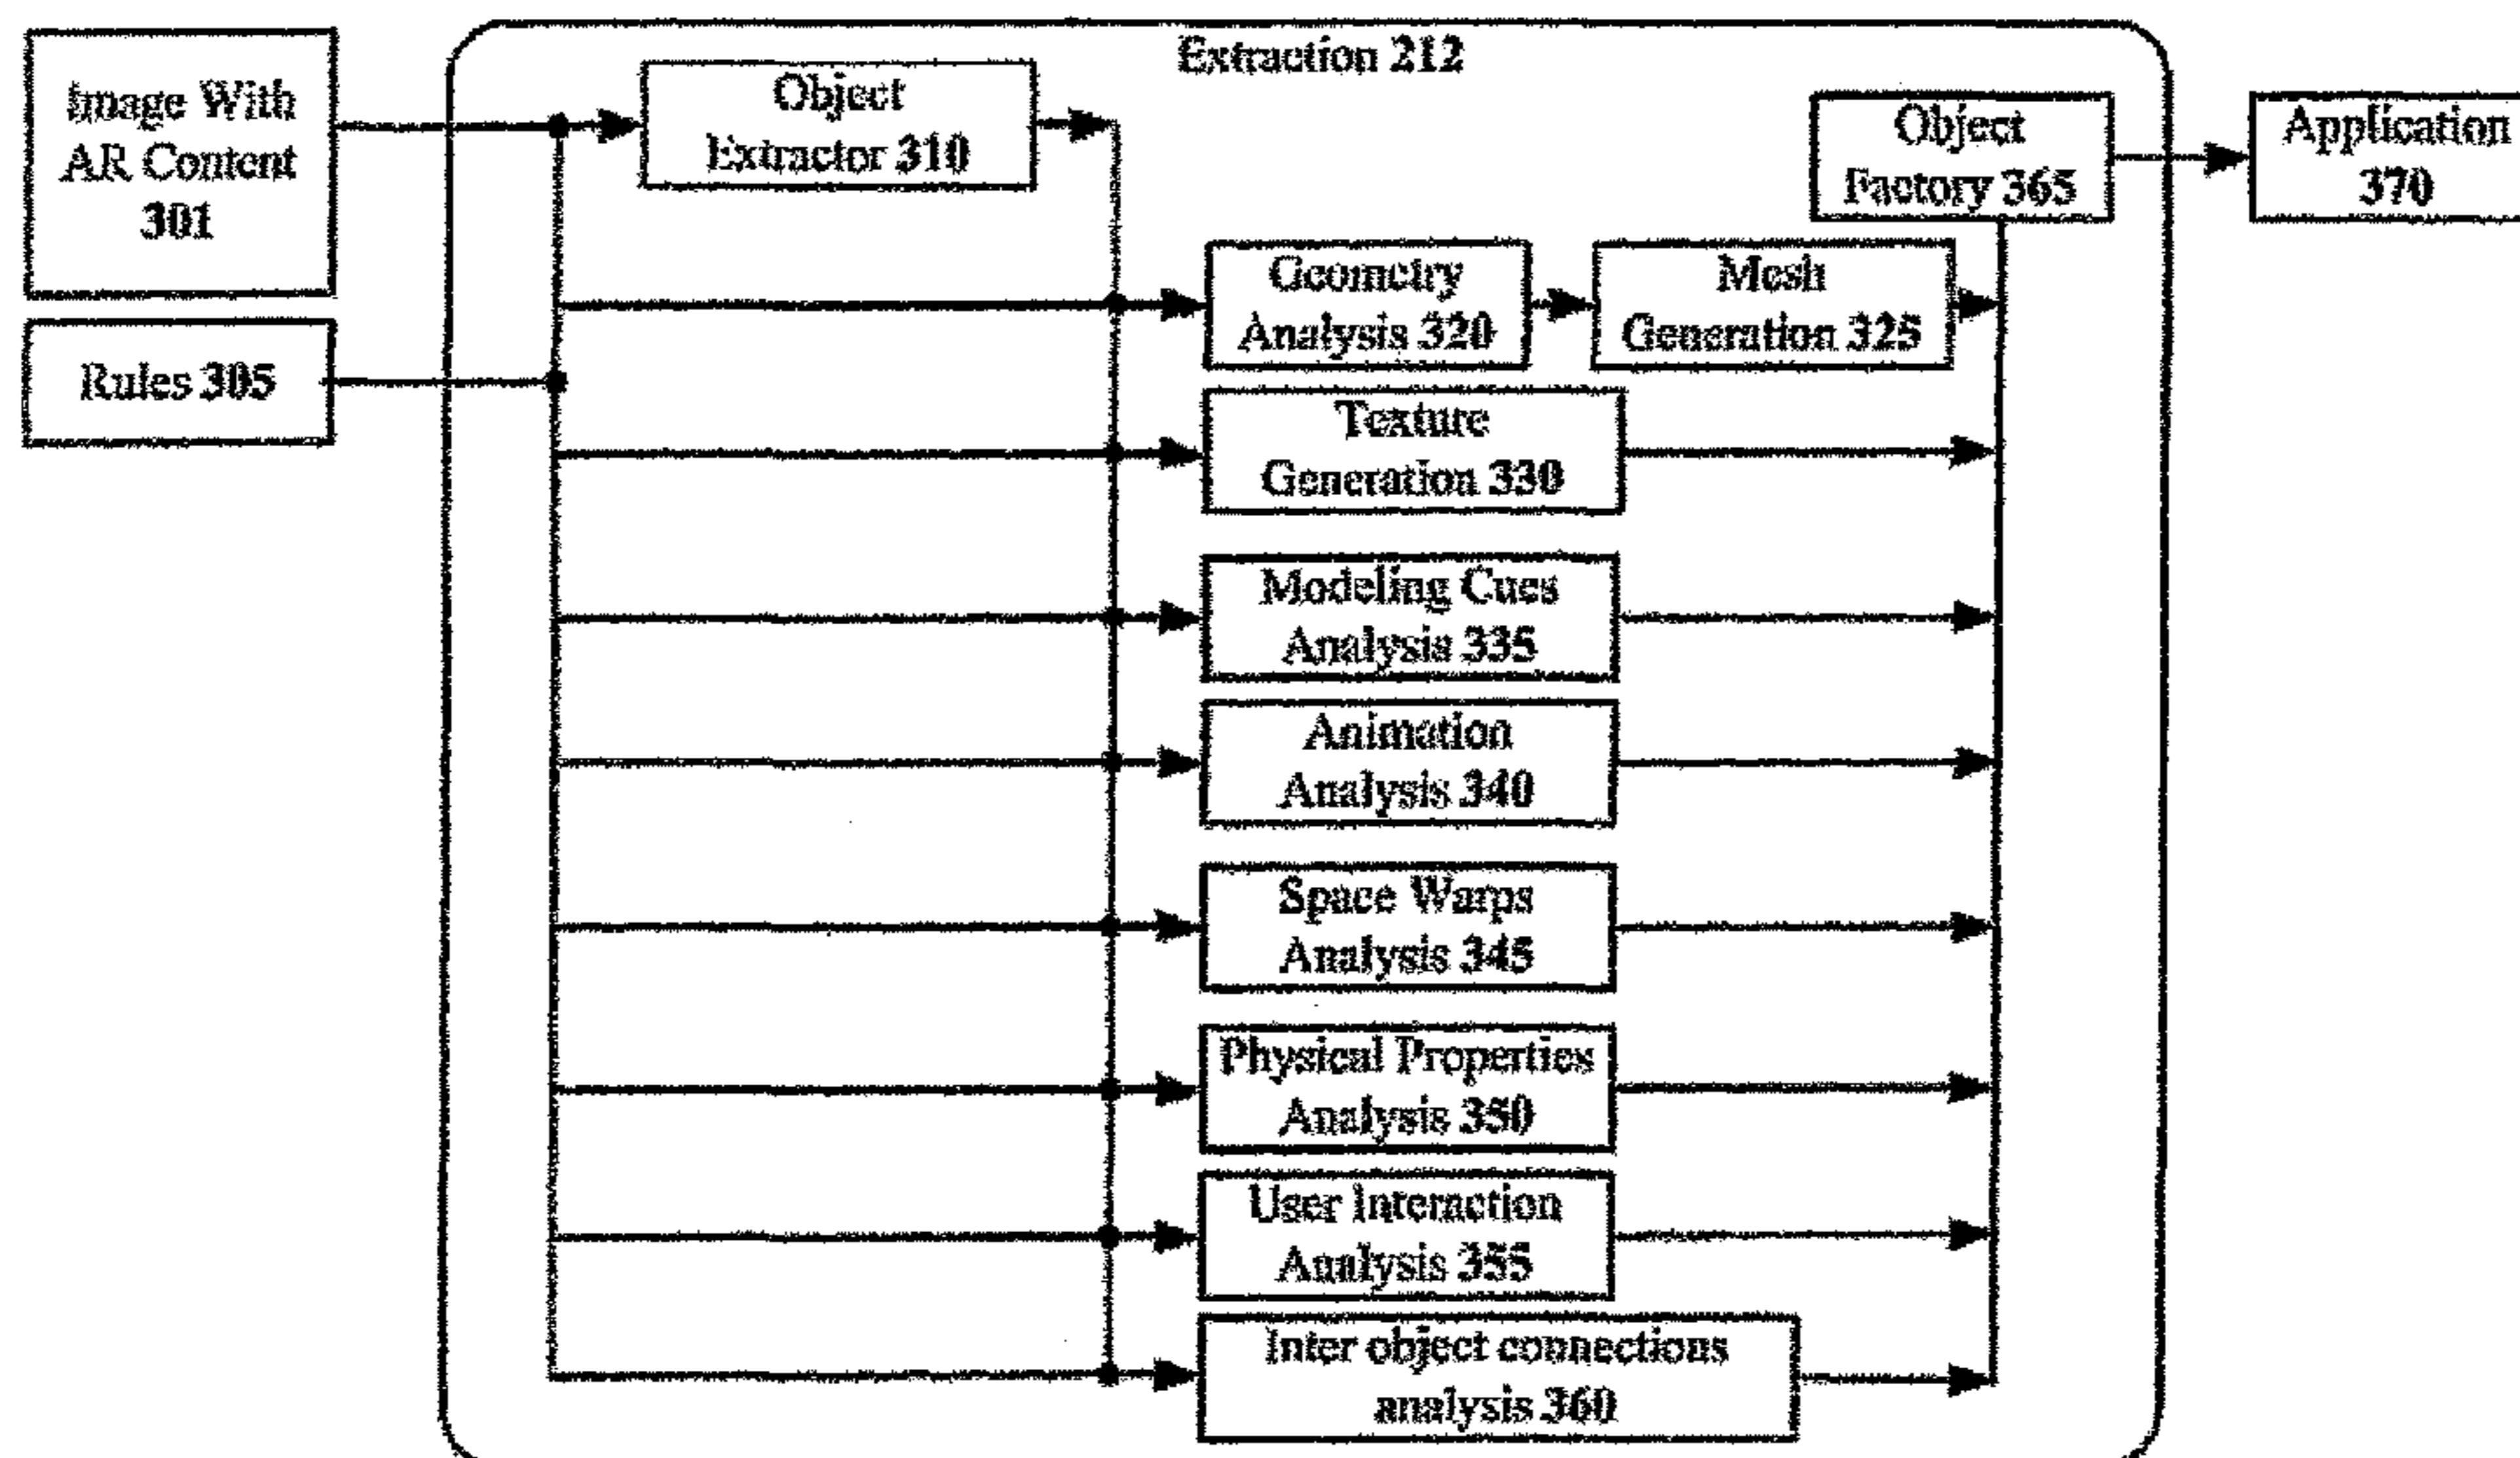 Extraction 212
Image With
AR Content
301
Rules 305
Object
Extractor 310
Object
Factory 365
Application
370
Geometry
Analysis 320
Mesh
Generation 325
Texture
Generation 330
Modeling Cues
Analysis 335
Animation
Analysis 340
Space Warps
Analysis 345
Physical Properties
Analysis 350
User Interaction
Analysis 355
Inter object connections
analysis 360